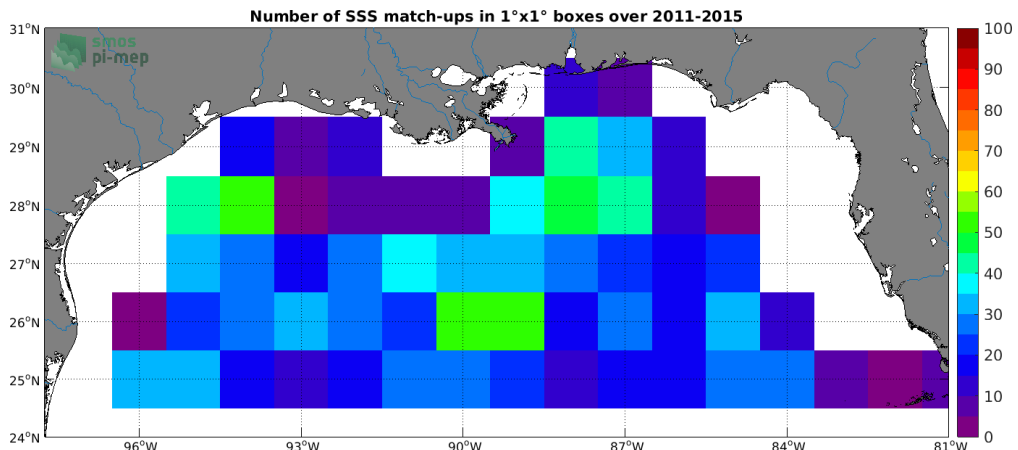 Number of SSS match-ups in 1°x1° boxes over 2011-2015
smos
pi-mep
31°N
30°N
29°N
28°N
27°N
26°N
25°N
24°N
96°W 93°W 90°W 87°W 84°W 81°W
100
90
80
70
60
50
40
30
20
10
0